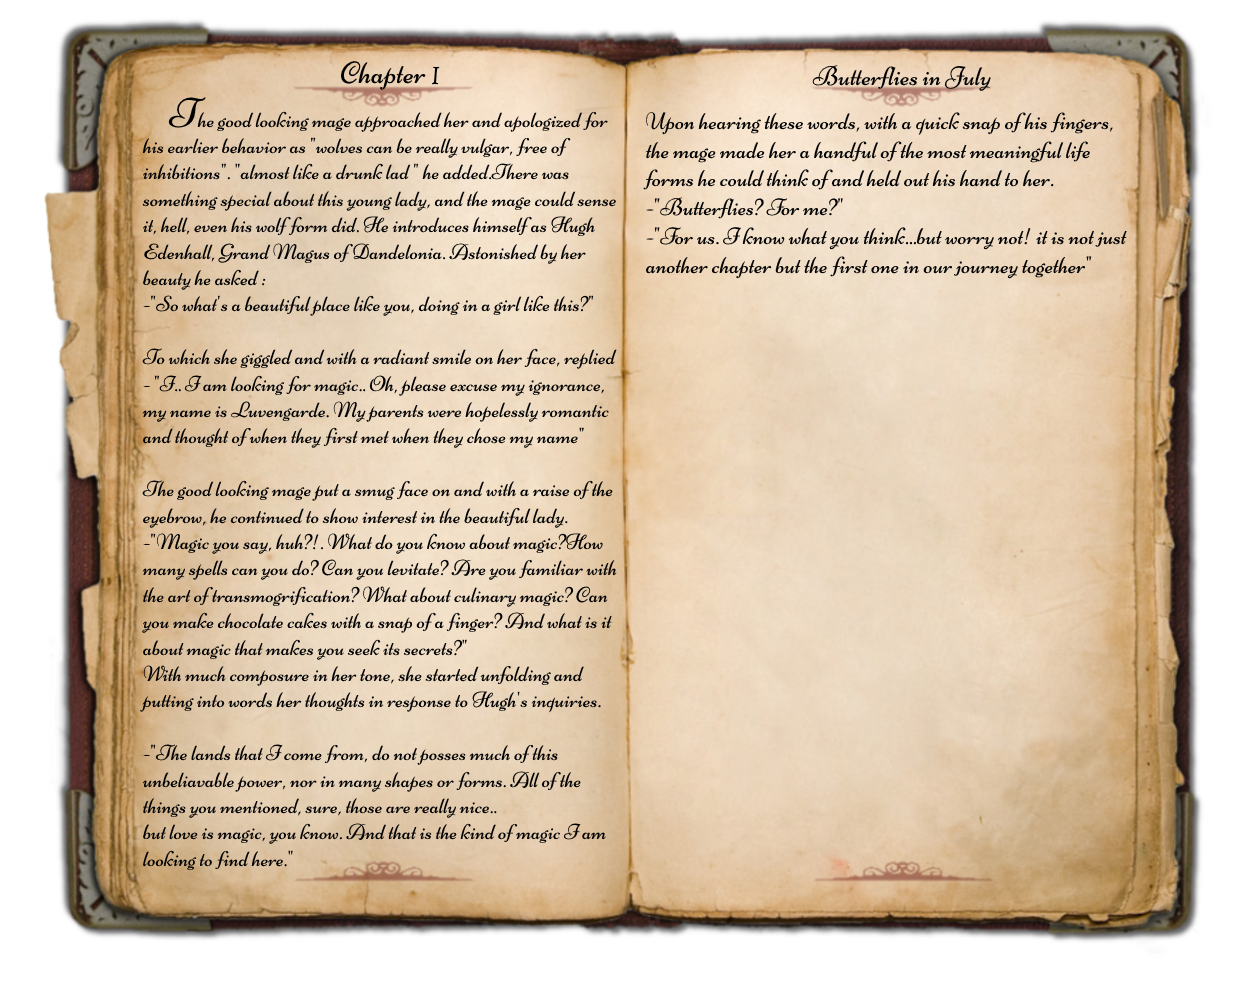 Chapter I
The good looking mage approached her and apologized for
his earlier behavior as "wolves can be really vulgar, free of
inhibitions". "almost like a drunk lad " he added.There was
something special about this young lady, and the mage could sense
it, hell, even his wolf form did. He introduces himself as Hugh
Edenhall, Grand Magus of Dandelonia. Astonished by her
beauty he asked :
-"So what's a beautiful place like you, doing in a girl like this?"
To which she giggled and with a radiant smile on her face, replied
- "I.. I am looking for magic.. Oh, please excuse my ignorance,
my name is Luvengarde. My parents were hopelessly romantic
and thought of when they first met when they chose my name"
The good looking mage put a smug face on and with a raise of the
eyebrow, he continued to show interest in the beautiful lady.
-"Magic you say, huh?! . What do you know about magic?How
many spells can you do? Can you levitate? Are you familiar with
the art of transmogrification? What about culinary magic? Can
you make chocolate cakes with a snap of a finger? And what is it
about magic that makes you seek its secrets?"
With much composure in her tone, she started unfolding and
putting into words her thoughts in response to Hugh's inquiries.
-"The lands that I come from, do not posses much of this
unbeliavable power, nor in many shapes or forms. All of the
things you mentioned, sure, those are really nice..
but love is magic, you know. And that is the kind of magic I am
looking to find here."
Butterflies in July
Upon hearing these words, with a quick snap of his fingers,
the mage made her a handful of the most meaningful life
forms he could think of and held out his hand to her.
-"Butterflies? For me?"
-"For us. I know what you think...but worry not! it is not just
another chapter but the first one in our journey together"